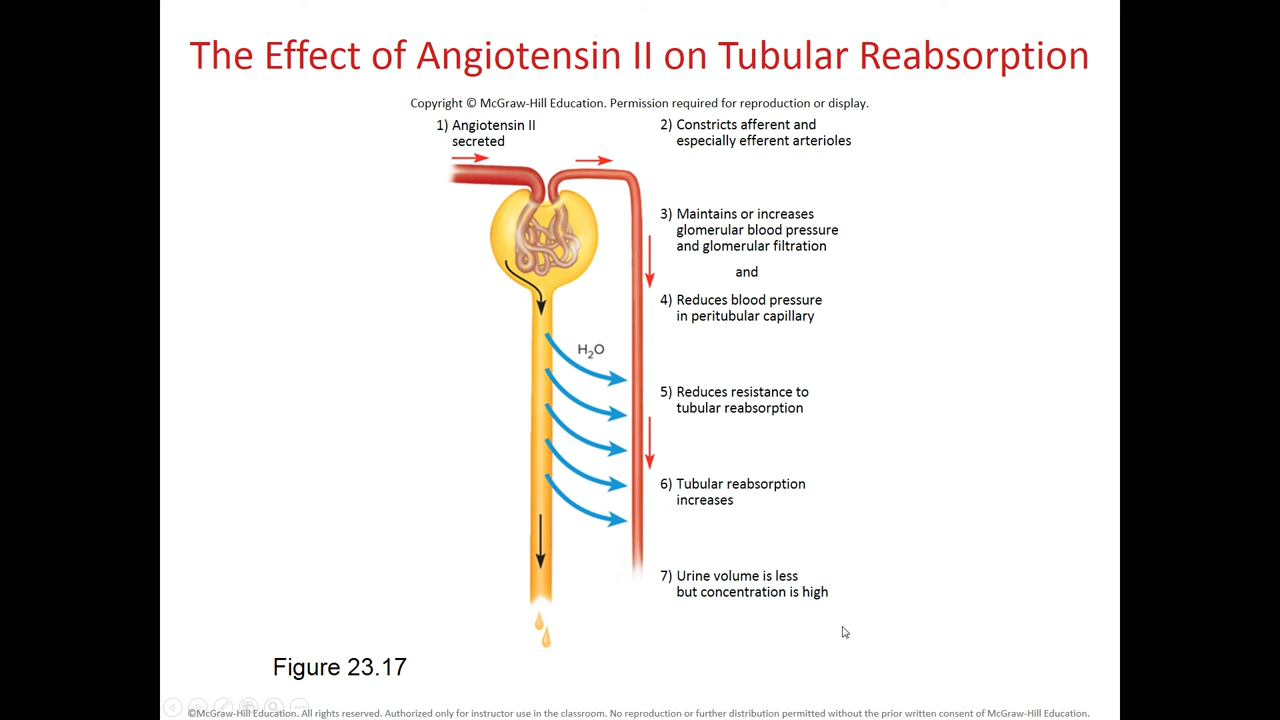 The Effect of Angiotensin II on Tubular Reabsorption
Copyright © McGraw-Hill Education. Permission required for reproduction or display.
1) Angiotensin II
secreted
2) Constricts afferent and
especially efferent arterioles
3) Maintains or increases
glomerular blood pressure
and glomerular filtration
and
4) Reduces blood pressure
in peritubular capillary
H₂O
5) Reduces resistance to
tubular reabsorption
6) Tubular reabsorption
increases
7) Urine volume is less
but concentration is high
Figure 23.17
©McGraw-Hill Education. All rights reserved. Authorized only for instructor use in the classroom. No reproduction or further distribution permitted without the prior written consent of McGraw-Hill Education.